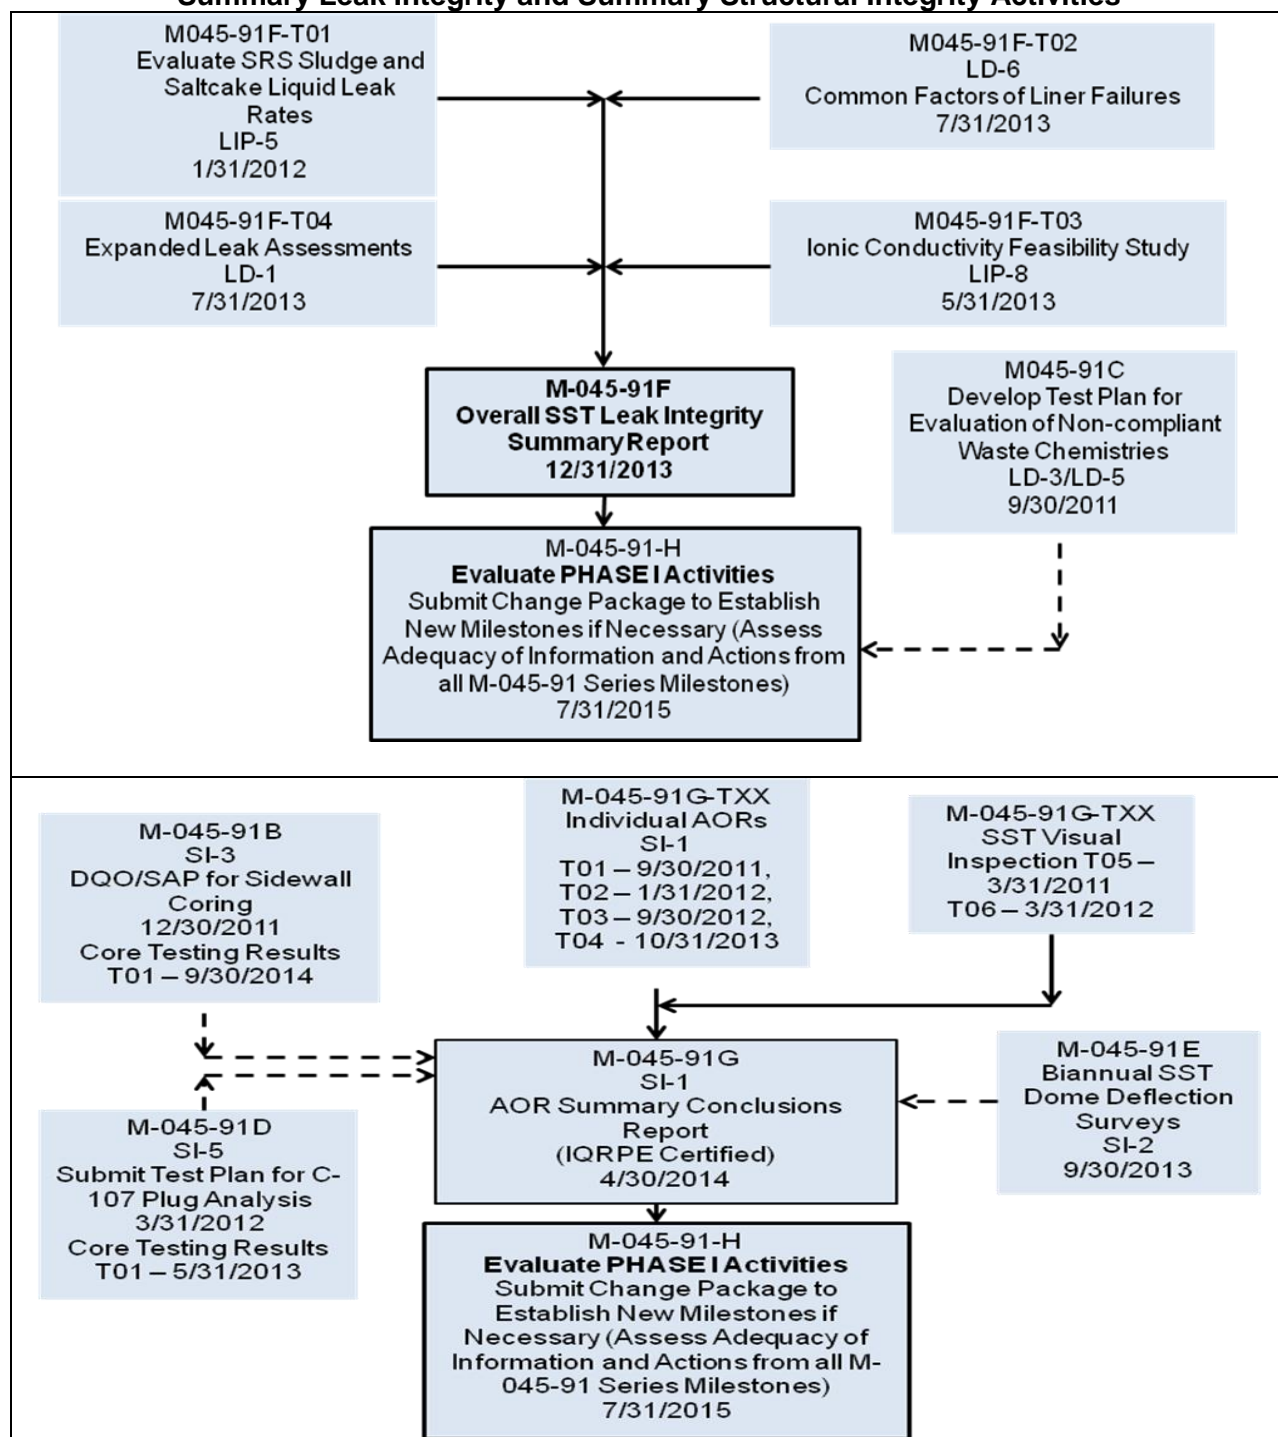 Summary Leak Integrity and Summary Structural Integrity Activities
M045-91F-T01
Evaluate SRS Sludge and
Saltcake Liquid Leak
Rates
LIP-5
1/31/2012
M045-91F-T02
LD-6
Common Factors of Liner Failures
7/31/2013
M045-91F-T04
Expanded Leak Assessments
LD-1
7/31/2013
M045-91F-T03
Ionic Conductivity Feasibility Study
LIP-8
5/31/2013
M-045-91F
Overall SST Leak Integrity
Summary Report
12/31/2013
M045-91C
Develop Test Plan for
Evaluation of Non-compliant
Waste Chemistries
LD-3/LD-5
9/30/2011
M-045-91-H
Evaluate PHASE I Activities
Submit Change Package to Establish
New Milestones if Necessary (Assess
Adequacy of Information and Actions from
all M-045-91 Series Milestones)
7/31/2015
M-045-91B
SI-3
DQO/SAP for Sidewall
Coring
12/30/2011
Core Testing Results
T01 – 9/30/2014
M-045-91G-TXX
Individual AORs
SI-1
T01 – 9/30/2011,
T02 – 1/31/2012,
T03 – 9/30/2012,
T04 - 10/31/2013
M-045-91G-TXX
SST Visual
Inspection T05 –
3/31/2011
T06 – 3/31/2012
M-045-91D
SI-5
Submit Test Plan for C-
107 Plug Analysis
3/31/2012
Core Testing Results
T01 – 5/31/2013
M-045-91G
SI-1
AOR Summary Conclusions
Report
(IQRPE Certified)
4/30/2014
M-045-91E
Biannual SST
Dome Deflection
Surveys
SI-2
9/30/2013
M-045-91-H
Evaluate PHASE I Activities
Submit Change Package to
Establish New Milestones if
Necessary (Assess Adequacy of
Information and Actions from all M-
045-91 Series Milestones)
7/31/2015